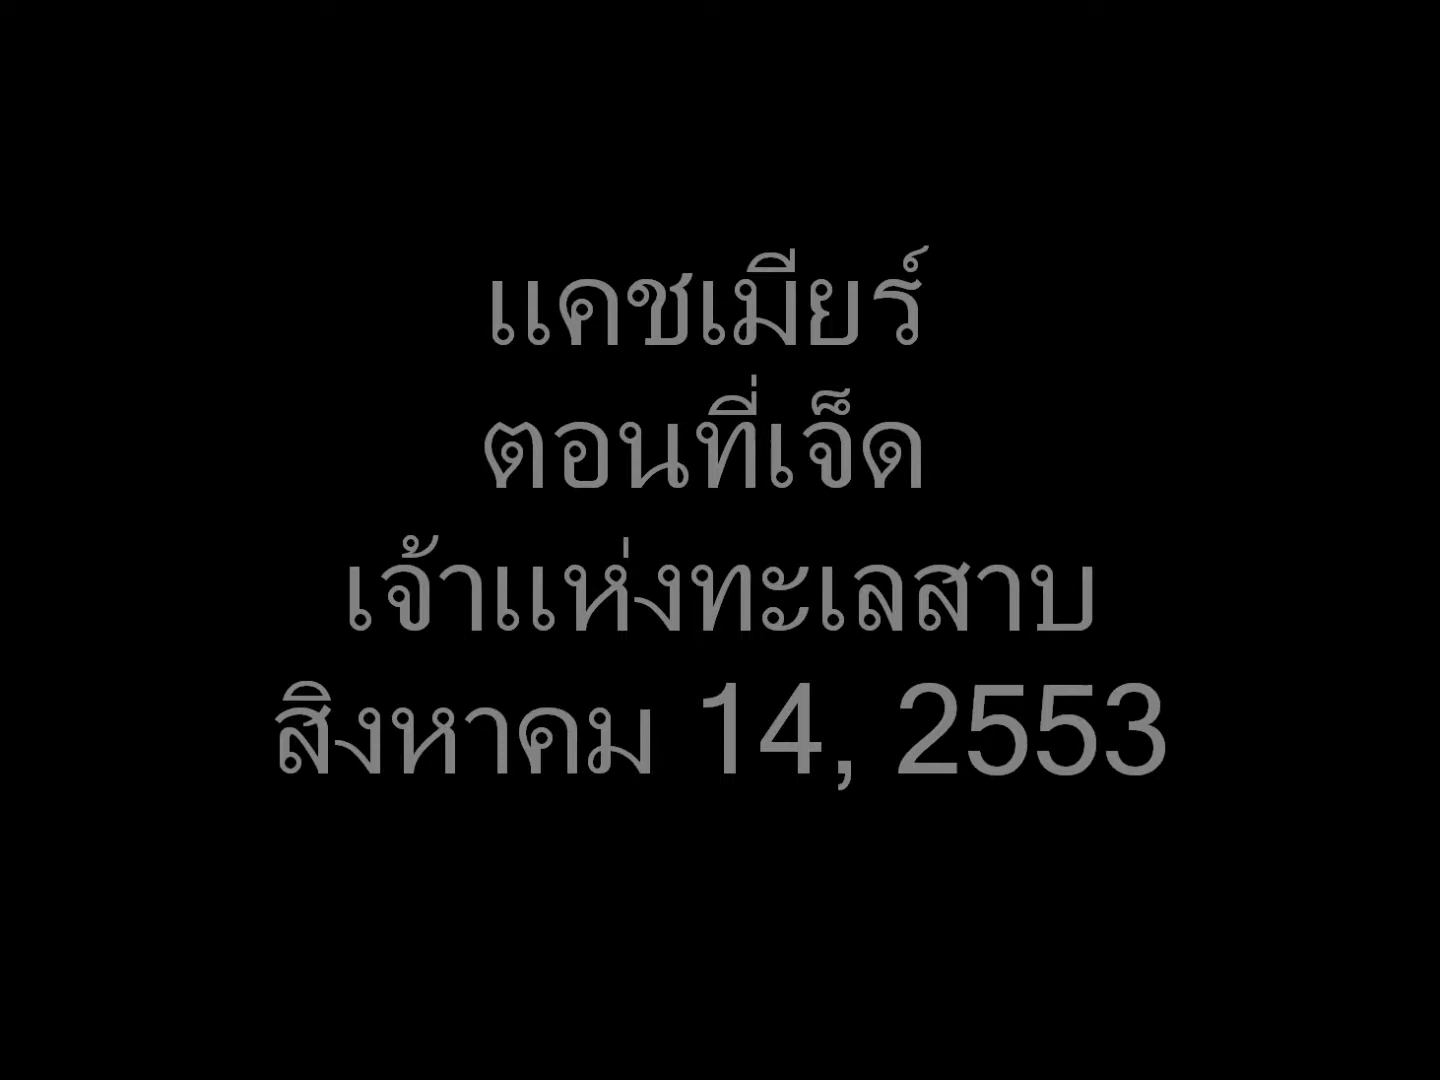 แคชเมียร์
ตอนที่เจ็ด
เจ้าแห่งทะเลสาบ
สิงหาคม 14, 2553